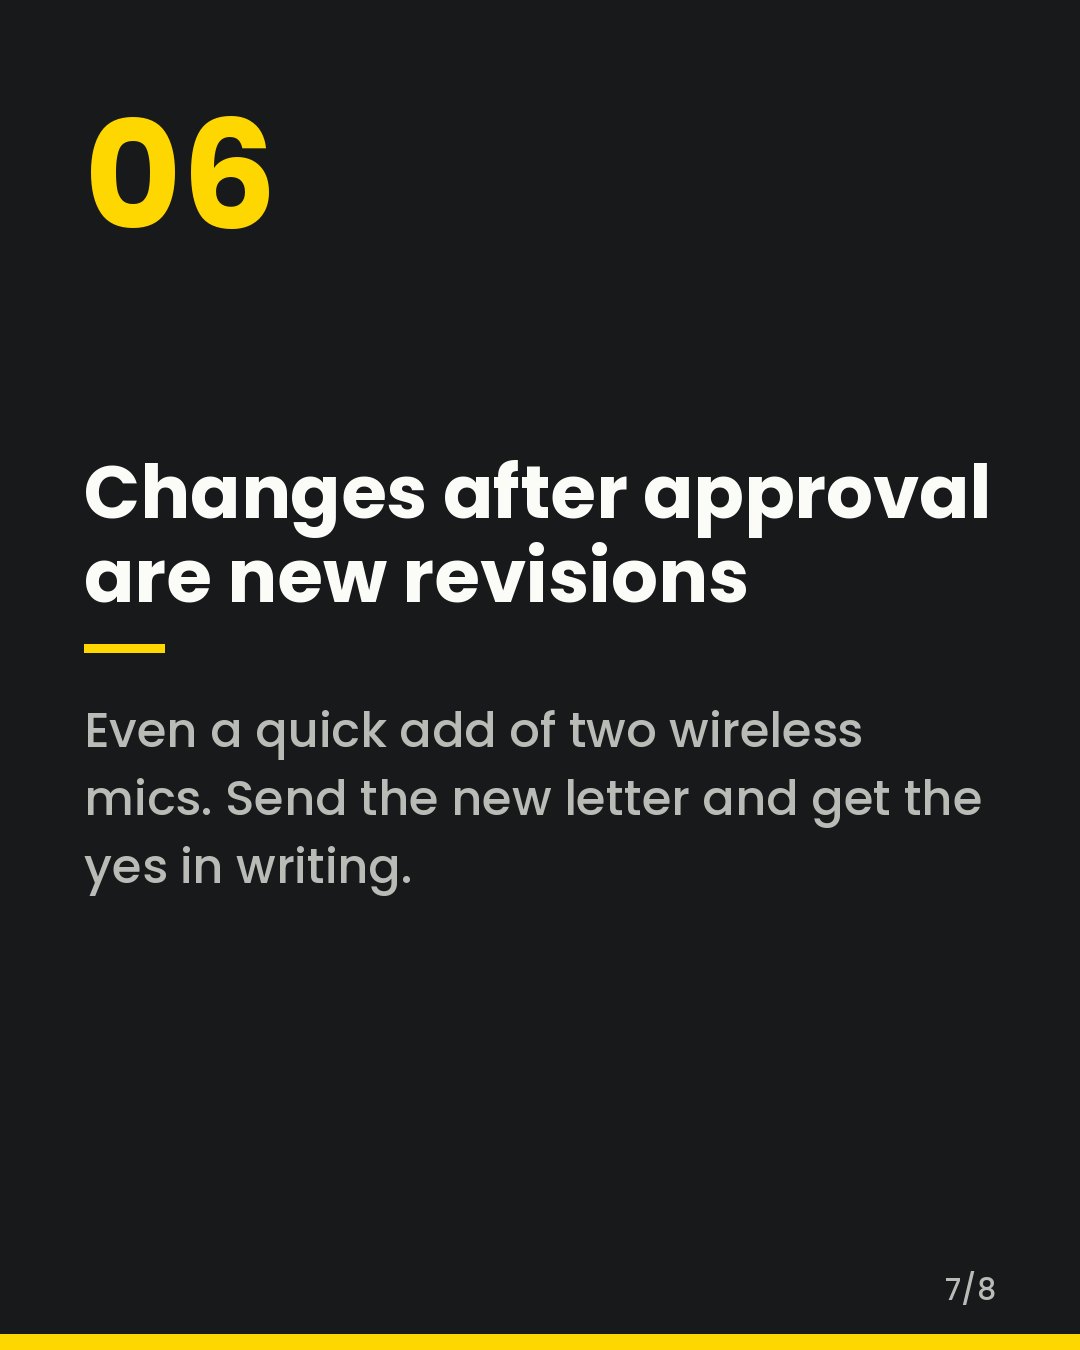 06
Changes after approval
are new revisions
Even a quick add of two wireless
mics. Send the new letter and get the
yes in writing.
7/8